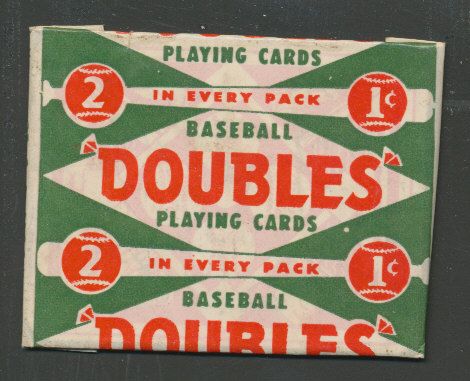 PLAYING CARDS
2 IN EVERY PACK 1¢
BASEBALL
"DOUBLES"
PLAYING CARDS
2 IN EVERY PACK 1¢
BASEBALL
"DOUBLES"